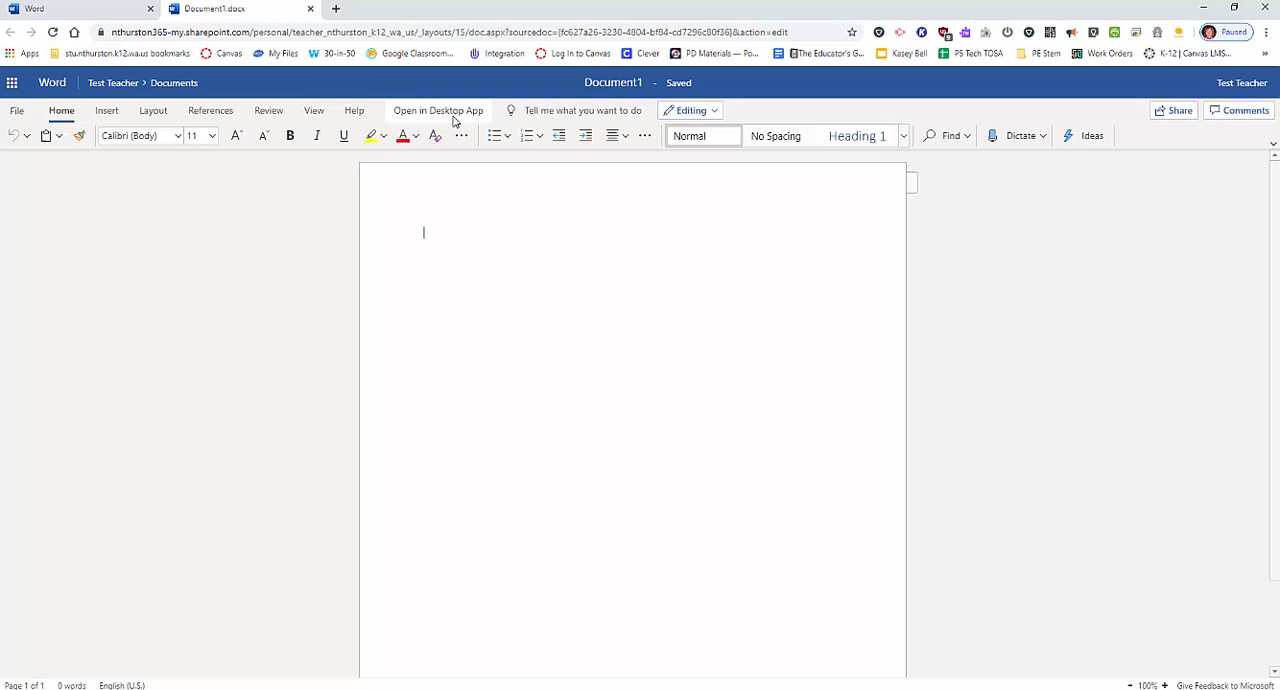 Word
Document1.docx
nthurston365-my.sharepoint.com/personal/teacher_nthurston_k12_wa_us/_layouts/15/doc.aspx?sourcedoc={fc627a26-3230-4804-bf84-cd7296c80f36}&action=edit
Paused
Apps stu.nthurston.k12.wa.us bookmarks Canvas My Files 30-in-50 Google Classroom... Integration Log In to Canvas Clever PD Materials — Po... The Educator's G... Kasey Bell PS Tech TOSA PE Stem Work Orders K-12 | Canvas LMS... »
Word Test Teacher > Documents Document1 - Saved Test Teacher
File Home Insert Layout References Review View Help Open in Desktop App Tell me what you want to do Editing Share Comments
Calibri (Body) 11 A A B I U A A Normal No Spacing Heading 1 Find Dictate Ideas
Page 1 of 1 0 words English (U.S.) - 100% + Give Feedback to Microsoft